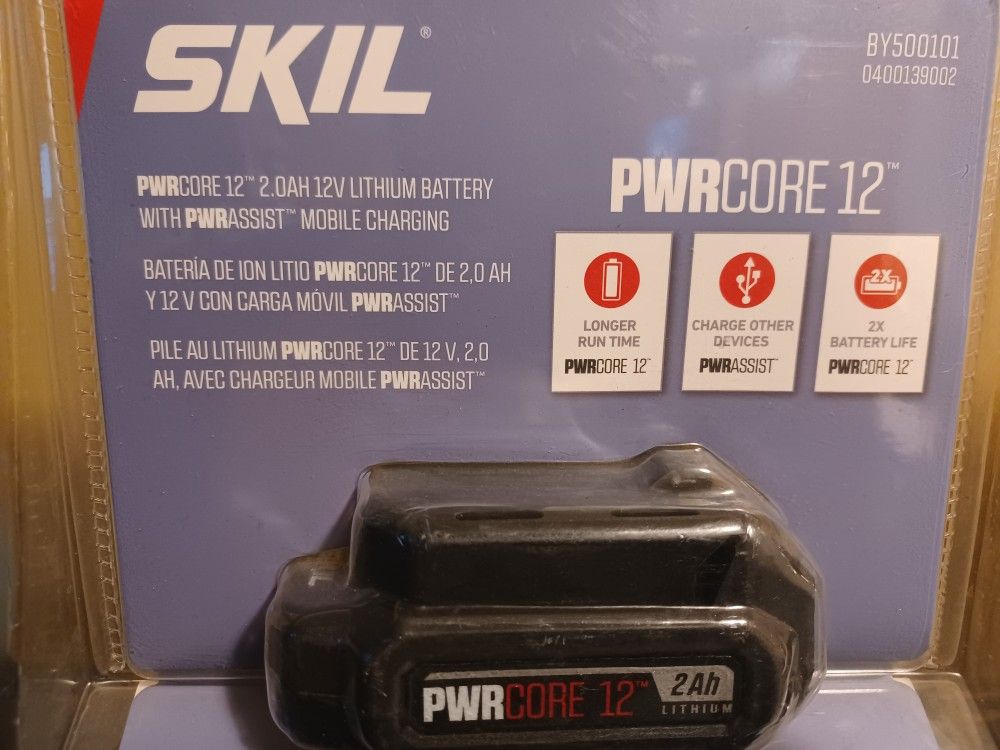 SKIL®
BY500101
0400139002
PWRCORE 12™ 2.0AH 12V LITHIUM BATTERY
WITH PWRASSIST™ MOBILE CHARGING
BATERÍA DE ION LITIO PWRCORE 12™ DE 2,0 AH
Y 12 V CON CARGA MÓVIL PWRASSIST™
PILE AU LITHIUM PWRCORE 12™ DE 12 V, 2,0
AH, AVEC CHARGEUR MOBILE PWRASSIST™
PWRCORE 12™
LONGER
RUN TIME
PWRCORE 12™
CHARGE OTHER
DEVICES
PWRASSIST™
2X
2X
BATTERY LIFE
PWRCORE 12™
PWRCORE 12™
2Ah
LITHIUM